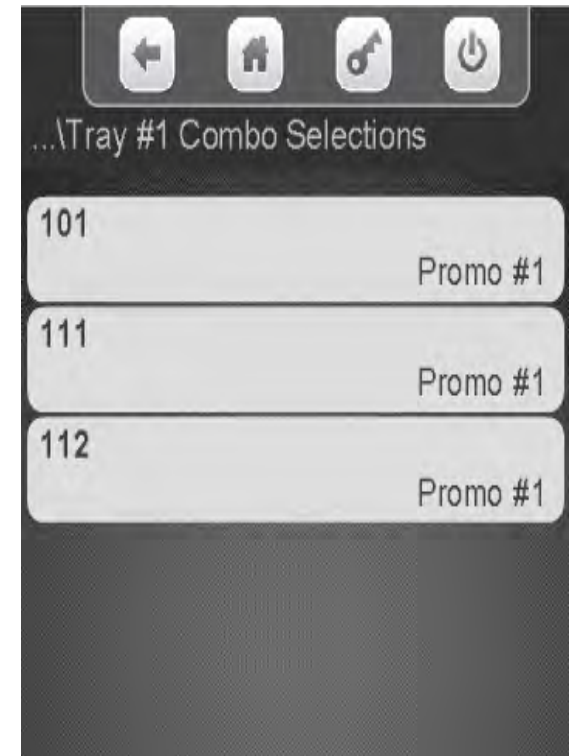 ...\Tray #1 Combo Selections
101
Promo #1
111
Promo #1
112
Promo #1